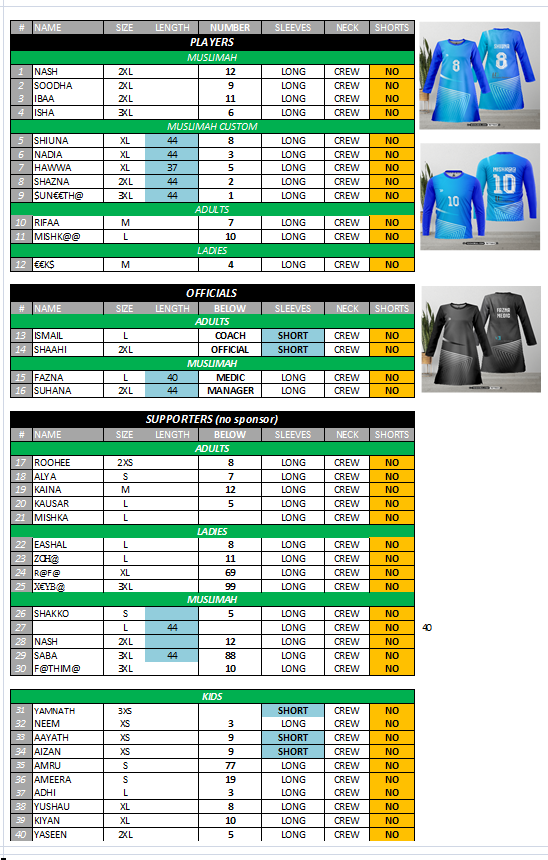 # NAME SIZE LENGTH NUMBER SLEEVES NECK SHORTS
PLAYERS
MUSLIMAH
1 NASH 2XL 12 LONG CREW NO
2 SOODHA 2XL 9 LONG CREW NO
3 IBAA 2XL 11 LONG CREW NO
4 ISHA 3XL 6 LONG CREW NO
MUSLIMAH CUSTOM
5 SHIUNA XL 44 8 LONG CREW NO
6 NADIA XL 44 3 LONG CREW NO
7 HAWWA XL 37 5 LONG CREW NO
8 SHAZNA 2XL 44 2 LONG CREW NO
9 $UN€€TH@ 3XL 44 1 LONG CREW NO
ADULTS
10 RIFAA M 7 LONG CREW NO
11 MISHK@@ L 10 LONG CREW NO
LADIES
12 €€K$ M 4 LONG CREW NO
OFFICIALS
# NAME SIZE LENGTH BELOW SLEEVES NECK SHORTS
ADULTS
13 ISMAIL L COACH SHORT CREW NO
14 SHAAHI 2XL OFFICIAL SHORT CREW NO
MUSLIMAH
15 FAZNA L 40 MEDIC LONG CREW NO
16 SUHANA 2XL 44 MANAGER LONG CREW NO
SUPPORTERS (no sponsor)
# NAME SIZE LENGTH BELOW SLEEVES NECK SHORTS
ADULTS
17 ROOHEE 2XS 8 LONG CREW NO
18 ALYA S 7 LONG CREW NO
19 KAINA M 12 LONG CREW NO
20 KAUSAR L 5 LONG CREW NO
21 MISHKA L LONG CREW NO
LADIES
22 EASHAL L 8 LONG CREW NO
23 ZOH@ L 11 LONG CREW NO
24 R@F@ XL 69 LONG CREW NO
25 X€YB@ 3XL 99 LONG CREW NO
MUSLIMAH
26 SHAKKO S 5 LONG CREW NO
27 L 44 LONG CREW NO 40
28 NASH 2XL 12 LONG CREW NO
29 SABA 3XL 44 88 LONG CREW NO
30 F@THIM@ 3XL 10 LONG CREW NO
KIDS
31 YAMNATH 3XS SHORT CREW NO
32 NEEM XS 3 LONG CREW NO
33 AAYATH XS 9 SHORT CREW NO
34 AIZAN XS 9 SHORT CREW NO
35 AMRU S 77 LONG CREW NO
36 AMEERA S 19 LONG CREW NO
37 ADHI L 3 LONG CREW NO
38 YUSHAU XL 8 LONG CREW NO
39 KIYAN XL 10 LONG CREW NO
40 YASEEN 2XL 5 LONG CREW NO
8
8
10
10
FAZNA
MEDIC